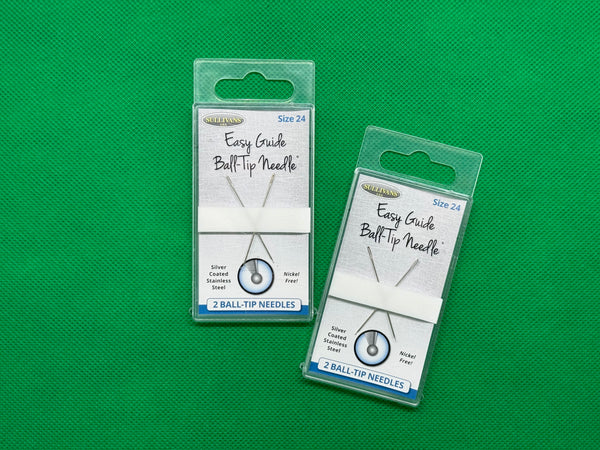 SULLIVANS
Size 24
Easy Guide
Ball-Tip Needle
Silver
Coated
Stainless
Steel
Nickel
Free!
2 BALL-TIP NEEDLES
SULLIVANS
Size 24
Easy Guide
Ball-Tip Needle
Silver
Coated
Stainless
Steel
Nickel
Free!
2 BALL-TIP NEEDLES